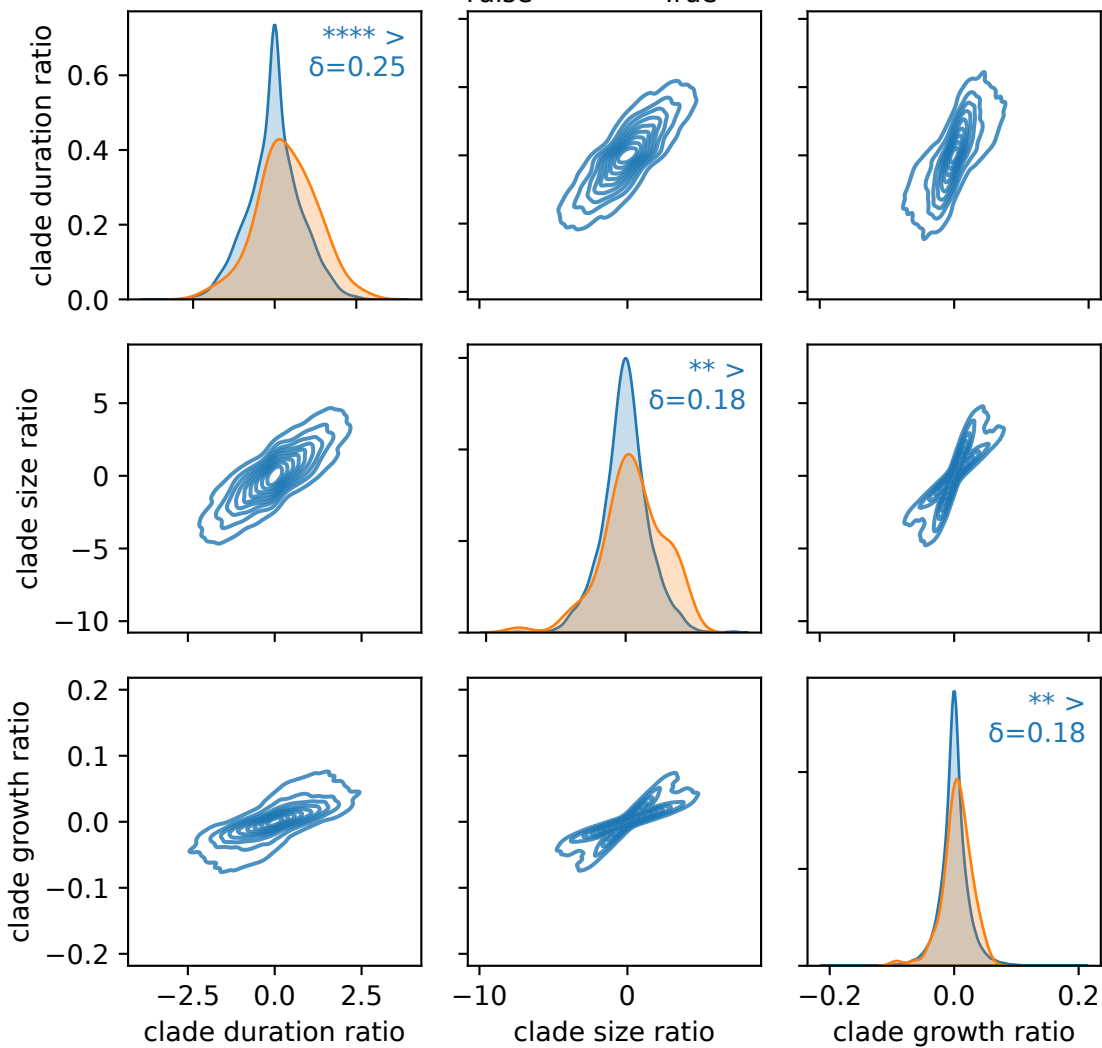 False True
clade duration ratio
0.6
0.4
0.2
0.0
**** >
δ=0.25
clade size ratio
5
0
−5
−10
** >
δ=0.18
clade growth ratio
0.2
0.1
0.0
−0.1
−0.2
** >
δ=0.18
−2.5 0.0 2.5
−10 0
−0.2 0.0 0.2
clade duration ratio
clade size ratio
clade growth ratio